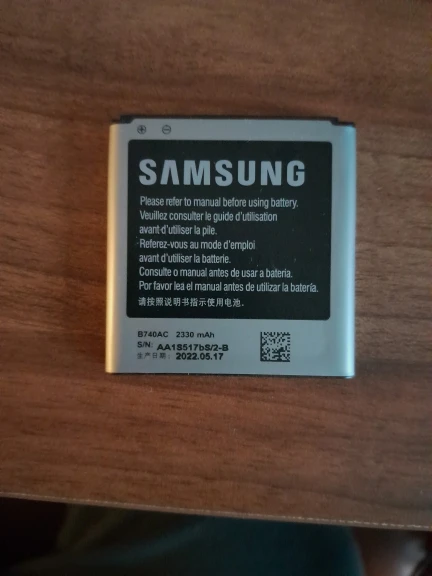 SAMSUNG
Please refer to manual before using battery.
Veuillez consulter le guide d'utilisation
avant d'utiliser la pile.
Referez-vous au mode d'emploi
avant d'utiliser la batterie.
Consulte o manual antes de usar a bateria.
Por favor lea el manual antes de utilizar la batería.
请按照说明书指示使用电池.
B740AC 2330 mAh
S/N: AA1S517bS/2-B
生产日期: 2022.05.17